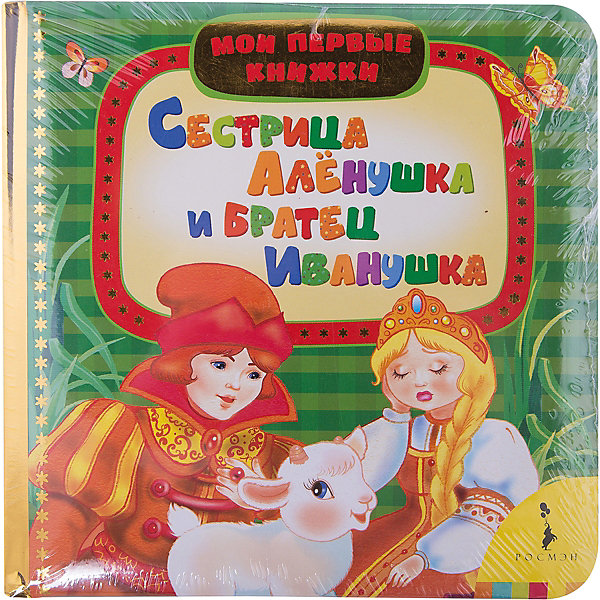 МОИ ПЕРВЫЕ
КНИЖКИ
СЕСТРИЦА
АЛЁНУШКА
И БРАТЕЦ
ИВАНУШКА
РОСМЭН